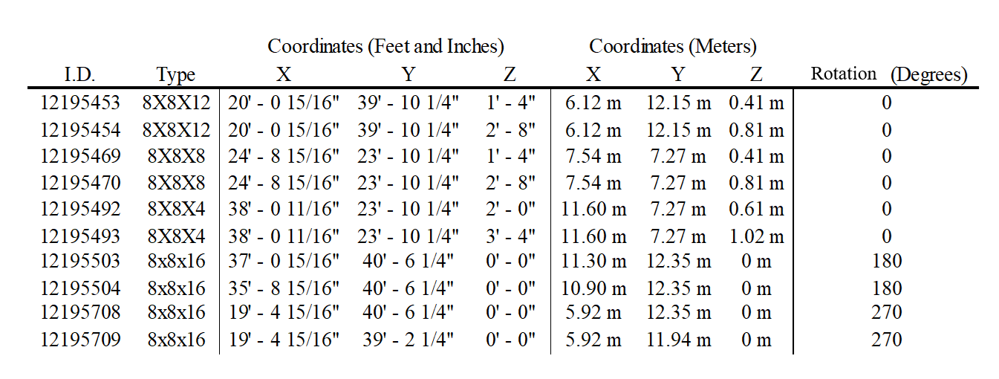 Coordinates (Feet and Inches) Coordinates (Meters)
I.D. Type X Y Z X Y Z Rotation (Degrees)
12195453 8X8X12 20' - 0 15/16" 39' - 10 1/4" 1' - 4" 6.12 m 12.15 m 0.41 m 0
12195454 8X8X12 20' - 0 15/16" 39' - 10 1/4" 2' - 8" 6.12 m 12.15 m 0.81 m 0
12195469 8X8X8 24' - 8 15/16" 23' - 10 1/4" 1' - 4" 7.54 m 7.27 m 0.41 m 0
12195470 8X8X8 24' - 8 15/16" 23' - 10 1/4" 2' - 8" 7.54 m 7.27 m 0.81 m 0
12195492 8X8X4 38' - 0 11/16" 23' - 10 1/4" 2' - 0" 11.60 m 7.27 m 0.61 m 0
12195493 8X8X4 38' - 0 11/16" 23' - 10 1/4" 3' - 4" 11.60 m 7.27 m 1.02 m 0
12195503 8x8x16 37' - 0 15/16" 40' - 6 1/4" 0' - 0" 11.30 m 12.35 m 0 m 180
12195504 8x8x16 35' - 8 15/16" 40' - 6 1/4" 0' - 0" 10.90 m 12.35 m 0 m 180
12195708 8x8x16 19' - 4 15/16" 40' - 6 1/4" 0' - 0" 5.92 m 12.35 m 0 m 270
12195709 8x8x16 19' - 4 15/16" 39' - 2 1/4" 0' - 0" 5.92 m 11.94 m 0 m 270